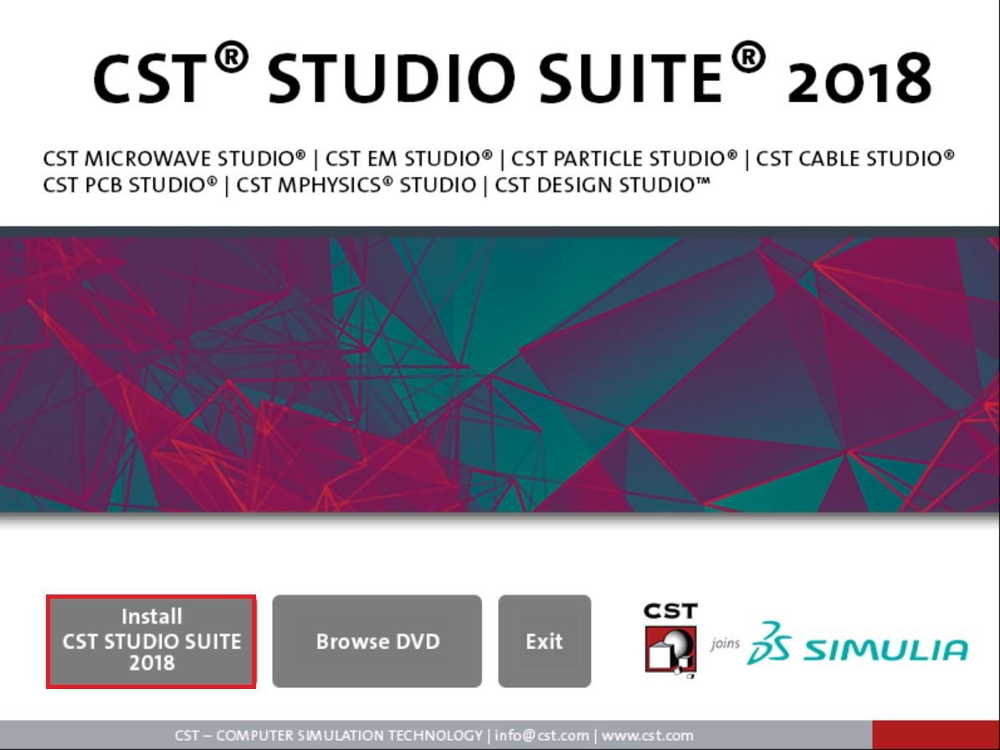 CST® STUDIO SUITE® 2018
CST MICROWAVE STUDIO® | CST EM STUDIO® | CST PARTICLE STUDIO® | CST CABLE STUDIO®
CST PCB STUDIO® | CST MPHYSICS® STUDIO | CST DESIGN STUDIO™
Install
CST STUDIO SUITE
2018
Browse DVD
Exit
CST
joins
SIMULIA
CST – COMPUTER SIMULATION TECHNOLOGY | info@cst.com | www.cst.com